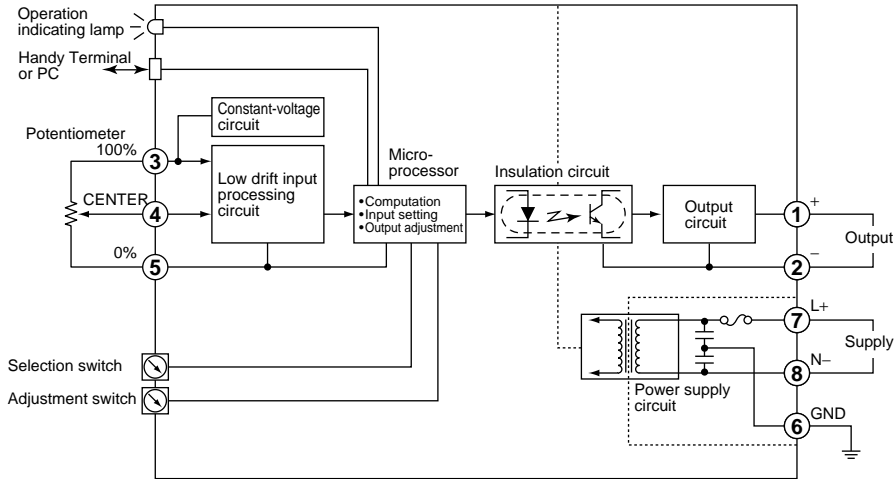 Operation
indicating lamp
Handy Terminal
or PC
Constant-voltage
circuit
Potentiometer
100%
3
Micro-
processor
Insulation circuit
Low drift input
processing
circuit
CENTER
4
•Computation
•Input setting
•Output adjustment
Output
circuit
1
+
Output
0%
5
−
2
L+
7
Supply
N−
8
Power supply
circuit
GND
6
Selection switch
Adjustment switch